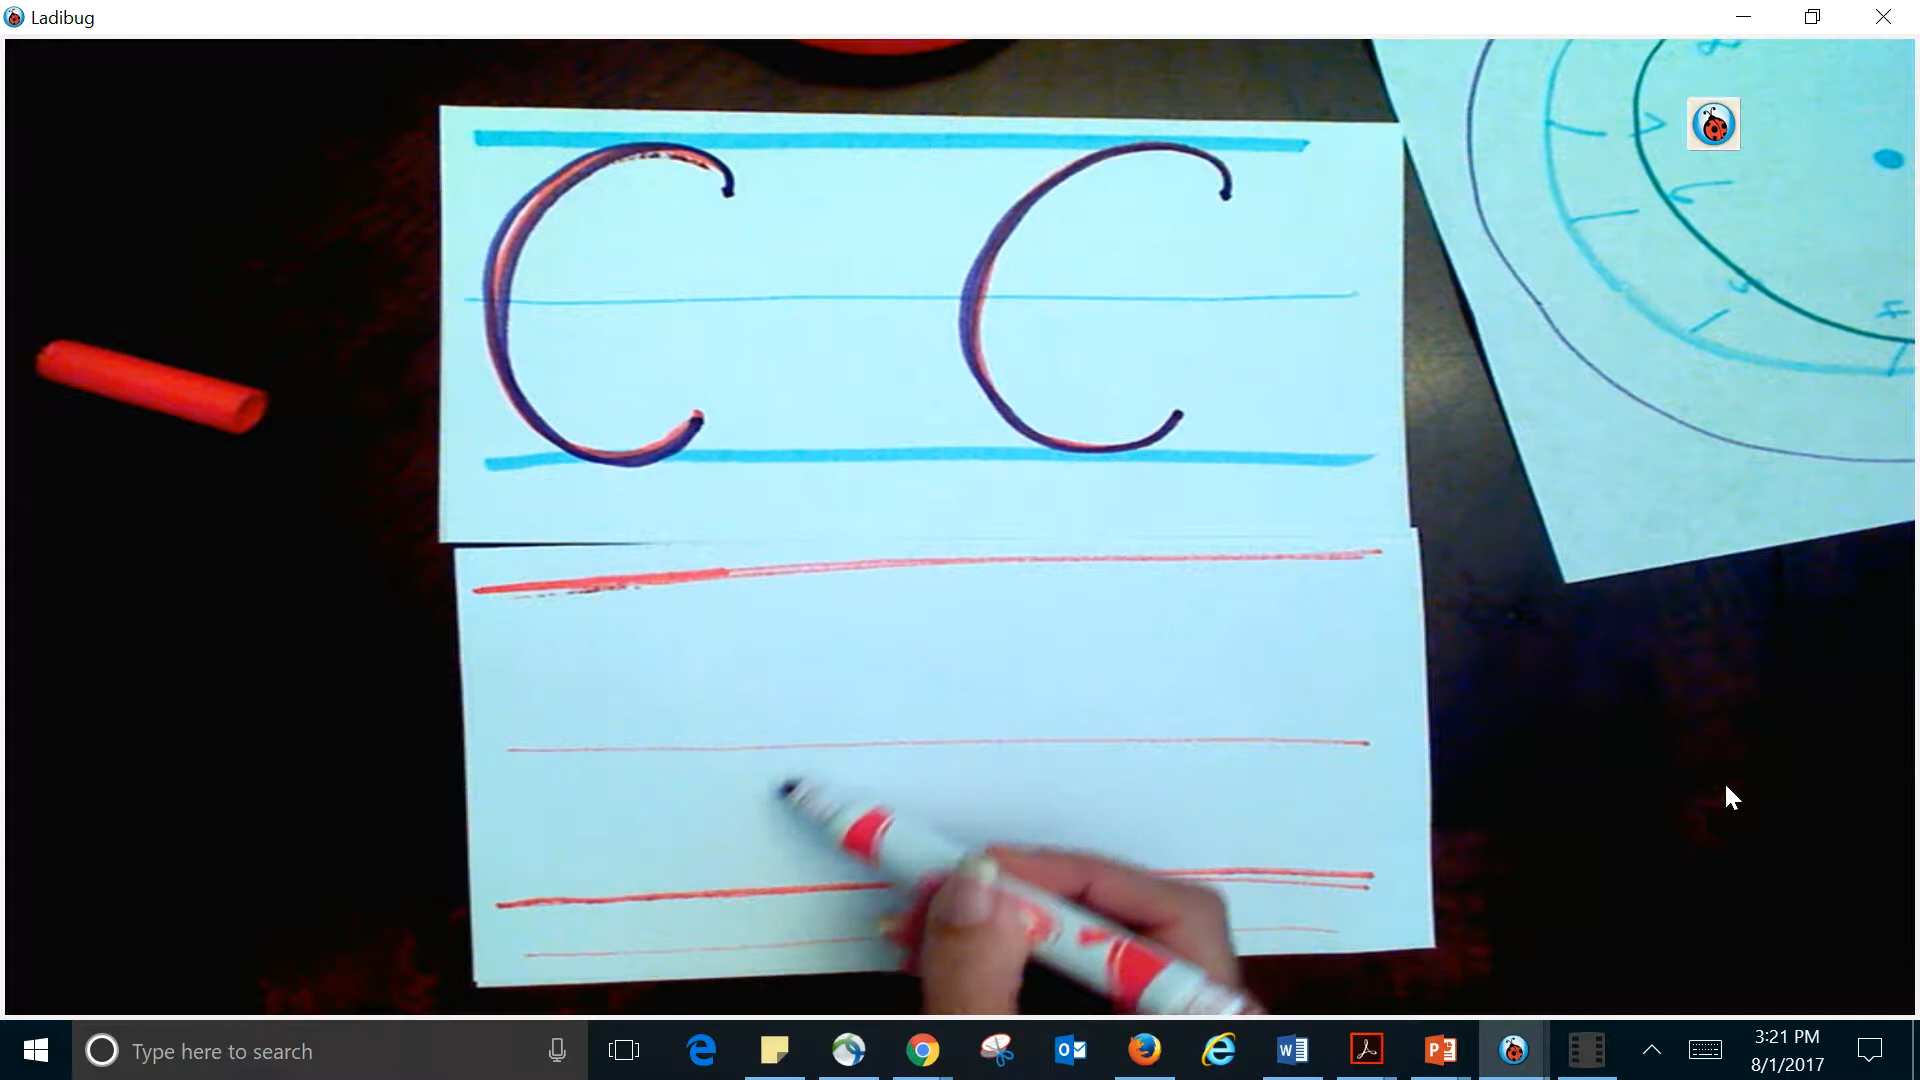 Ladibug
C C
Type here to search
3:21 PM
8/1/2017